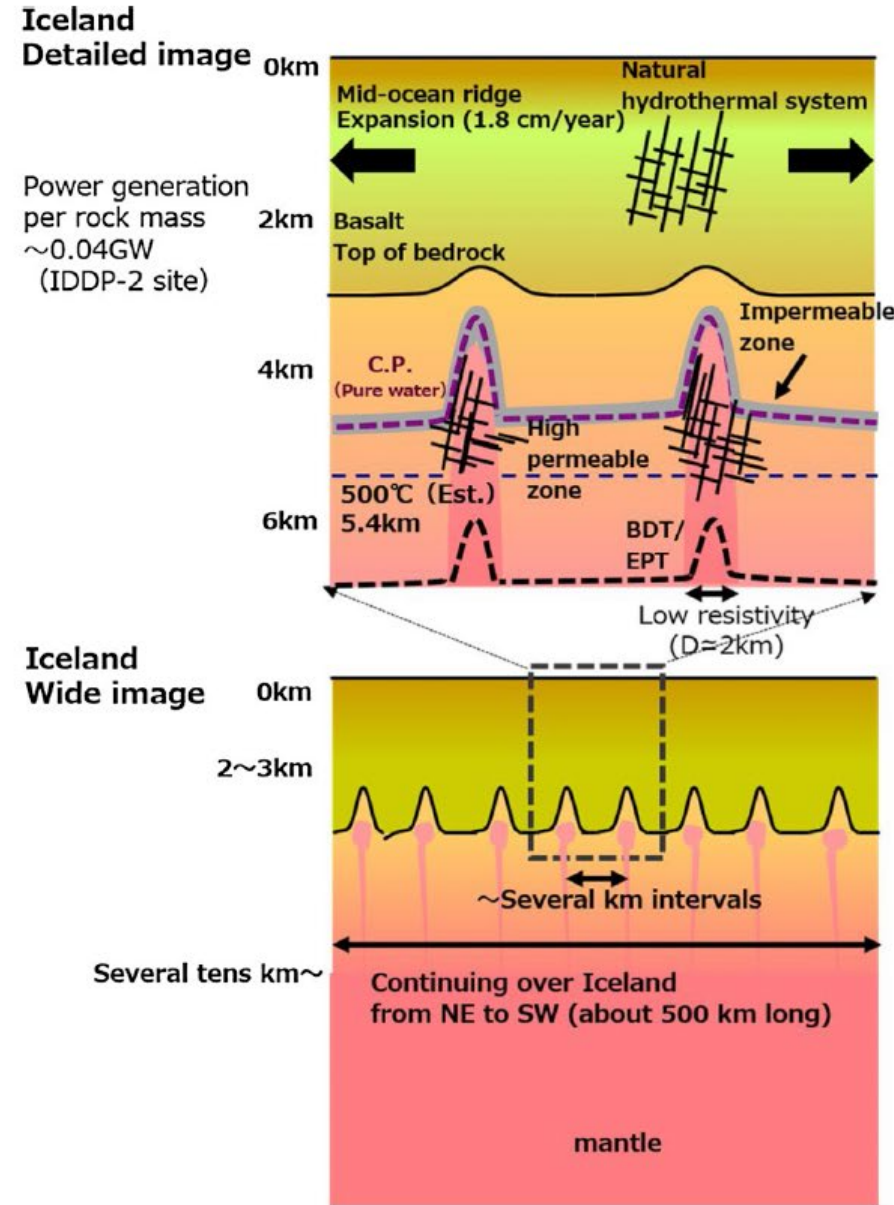 Iceland
Detailed image
0km
Natural
hydrothermal system
Mid-ocean ridge
Expansion (1.8 cm/year)
Power generation
per rock mass
～0.04GW
(IDDP-2 site)
2km
Basalt
Top of bedrock
Impermeable
zone
4km
C.P.
(Pure water)
High
permeable
zone
500℃ (Est.)
5.4km
6km
BDT/
EPT
Low resistivity
(D=2km)
Iceland
Wide image
0km
2～3km
～Several km intervals
Several tens km～
Continuing over Iceland
from NE to SW (about 500 km long)
mantle